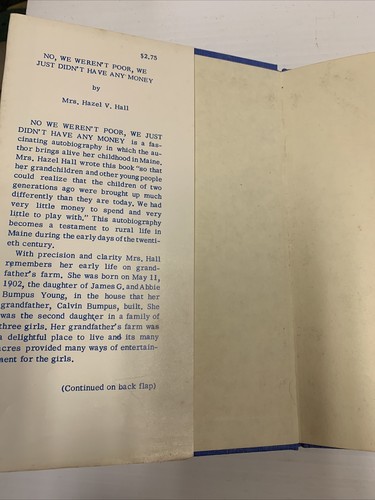 $2.75
NO, WE WEREN'T POOR, WE
JUST DIDN'T HAVE ANY MONEY
by
Mrs. Hazel V. Hall
NO, WE WEREN'T POOR, WE JUST
DIDN'T HAVE ANY MONEY is a fas-
cinating autobiography in which the au-
thor brings alive her childhood in Maine.
Mrs. Hazel Hall wrote this book "so that
her grandchildren and other young people
could realize that the children of two
generations ago were brought up much
differently than they are today. We had
very little money to spend and very
little to play with." This autobiography
becomes a testament to rural life in
Maine during the early days of the twenti-
eth century.
With precision and clarity Mrs. Hall
remembers her early life on grand-
father's farm. She was born on May 11,
1902, the daughter of James G. and Abbie
Bumpus Young, in the house that her
grandfather, Calvin Bumpus, built. She
was the second daughter in a family of
three girls. Her grandfather's farm was
a delightful place to live and its many
acres provided many ways of entertain-
ment for the girls.
(Continued on back flap)